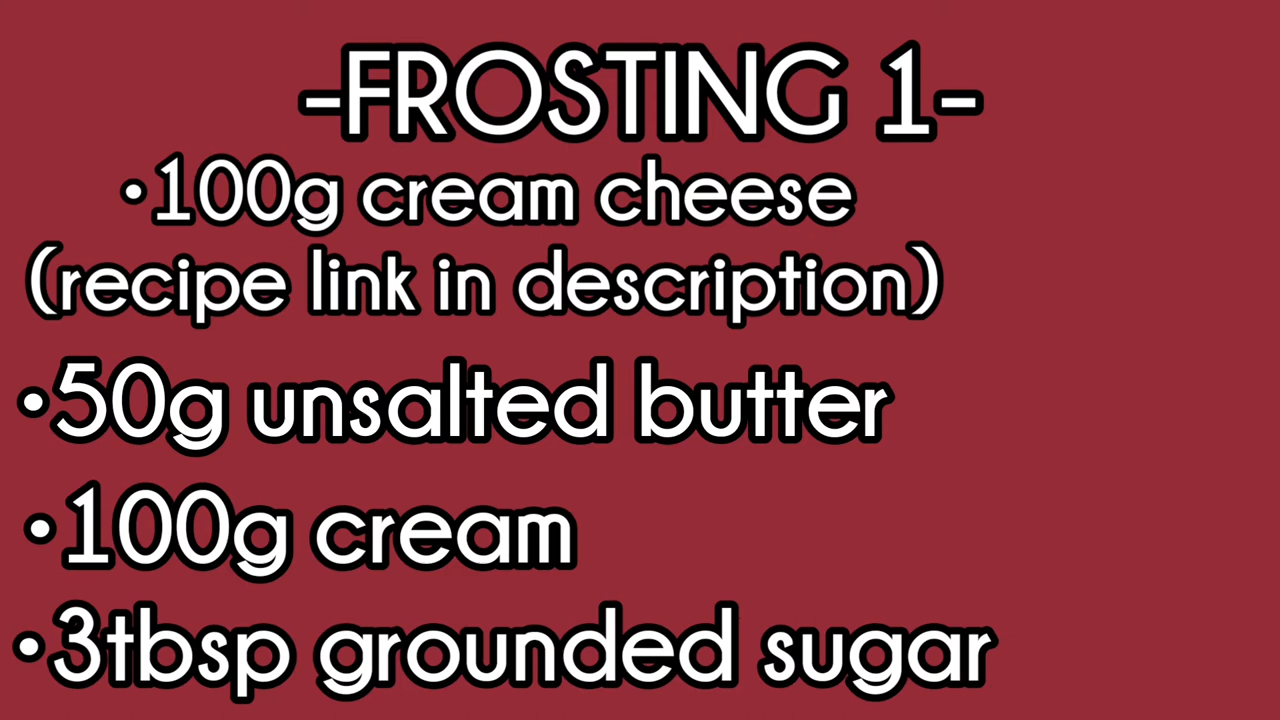 -FROSTING 1-
•100g cream cheese
(recipe link in description)
•50g unsalted butter
•100g cream
•3tbsp grounded sugar